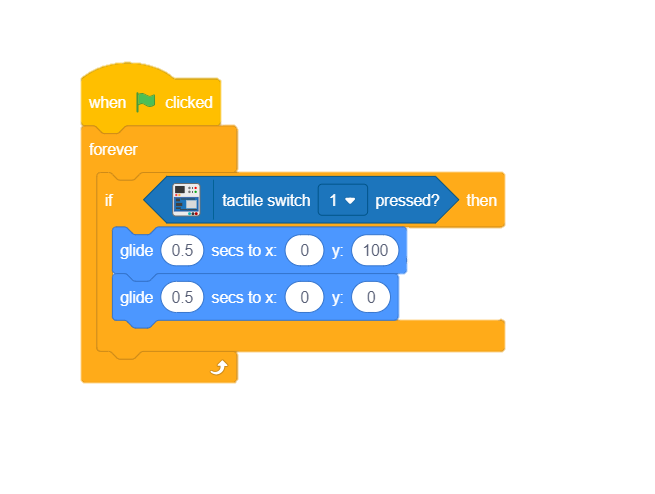 when clicked
forever
if tactile switch 1 pressed? then
glide 0.5 secs to x: 0 y: 100
glide 0.5 secs to x: 0 y: 0